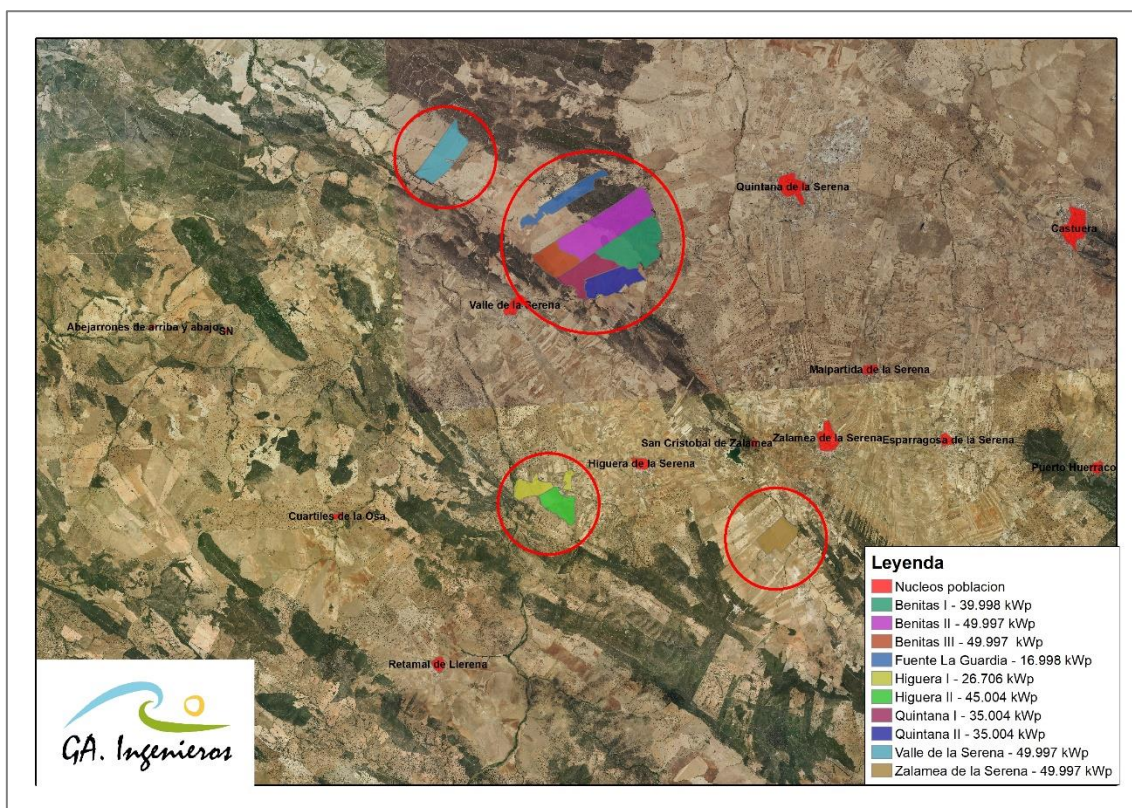 Quintana de la Serena
Castuera
Valle de la Serena
Abejarrones de arriba y abajo
SN
Malpartida de la Serena
San Cristobal de Zalamea
Zalamea de la Serena
Esparragosa de la Serena
Higuera de la Serena
Puerto Huerraco
Cuartiles de la Osa
Retamal de Llerena
Leyenda
Nucleos poblacion
Benitas I - 39.998 kWp
Benitas II - 49.997 kWp
Benitas III - 49.997 kWp
Fuente La Guardia - 16.998 kWp
Higuera I - 26.706 kWp
Higuera II - 45.004 kWp
Quintana I - 35.004 kWp
Quintana II - 35.004 kWp
Valle de la Serena - 49.997 kWp
Zalamea de la Serena - 49.997 kWp
GA. Ingenieros